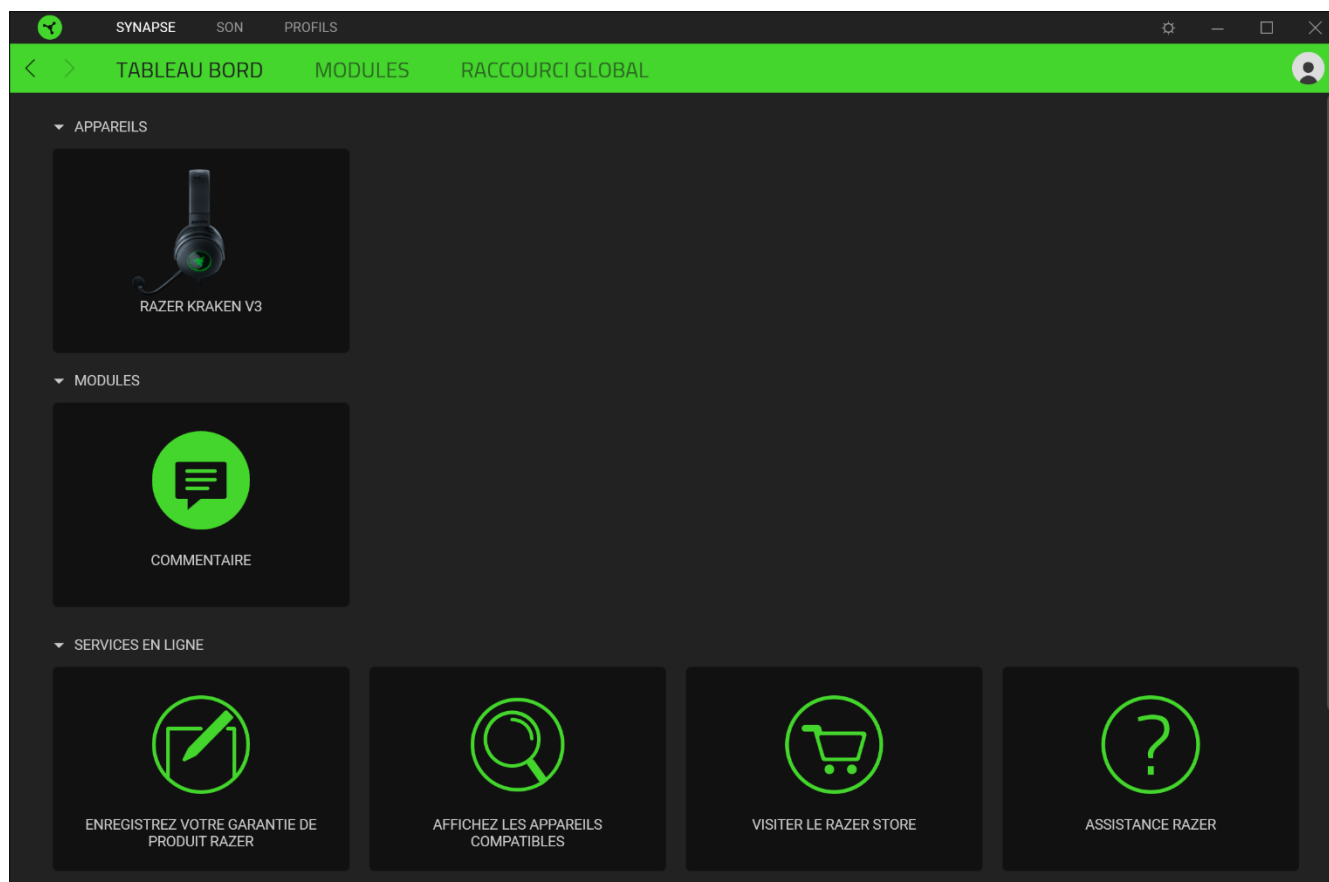 SYNAPSE SON PROFILS
TABLEAU BORD MODULES RACCOURCI GLOBAL
APPAREILS
RAZER KRAKEN V3
MODULES
COMMENTAIRE
SERVICES EN LIGNE
ENREGISTREZ VOTRE GARANTIE DE
PRODUIT RAZER
AFFICHEZ LES APPAREILS
COMPATIBLES
VISITER LE RAZER STORE
ASSISTANCE RAZER